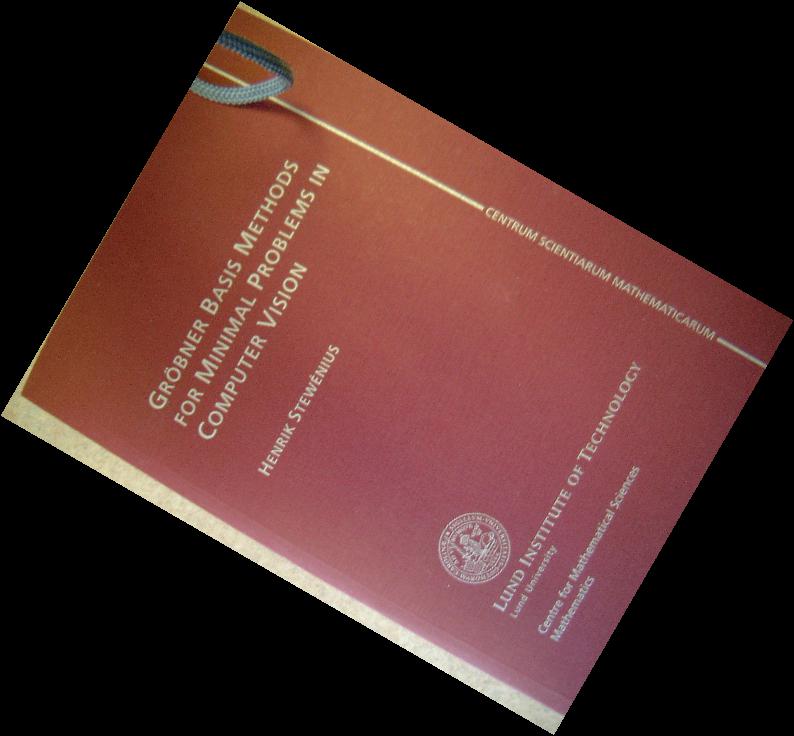 GRÖBNER BASIS METHODS
FOR MINIMAL PROBLEMS IN
COMPUTER VISION
HENRIK STEWÉNIUS
LUND INSTITUTE OF TECHNOLOGY
Lund University
Centre for Mathematical Sciences
Mathematics
CENTRUM SCIENTIARUM MATHEMATICARUM